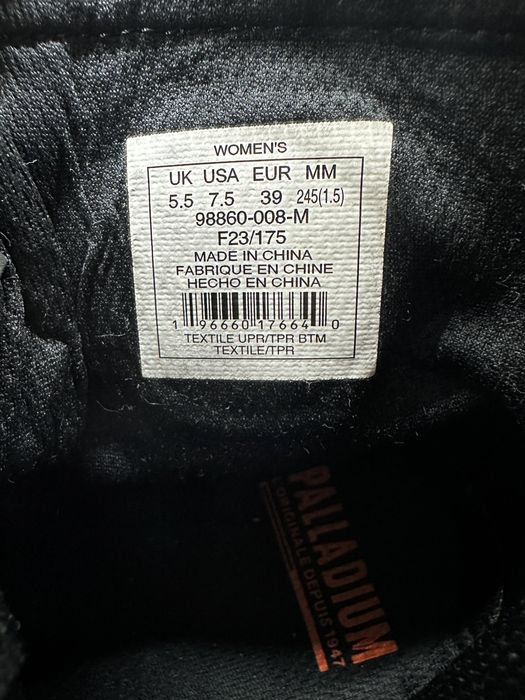 WOMEN'S
UK USA EUR MM
5.5 7.5 39 245(1.5)
98860-008-M
F23/175
MADE IN CHINA
FABRIQUE EN CHINE
HECHO EN CHINA
1 96660 17664 0
TEXTILE UPR/TPR BTM
TEXTILE/TPR
PALLADIUM
L'ORIGINALE DEPUIS 1947